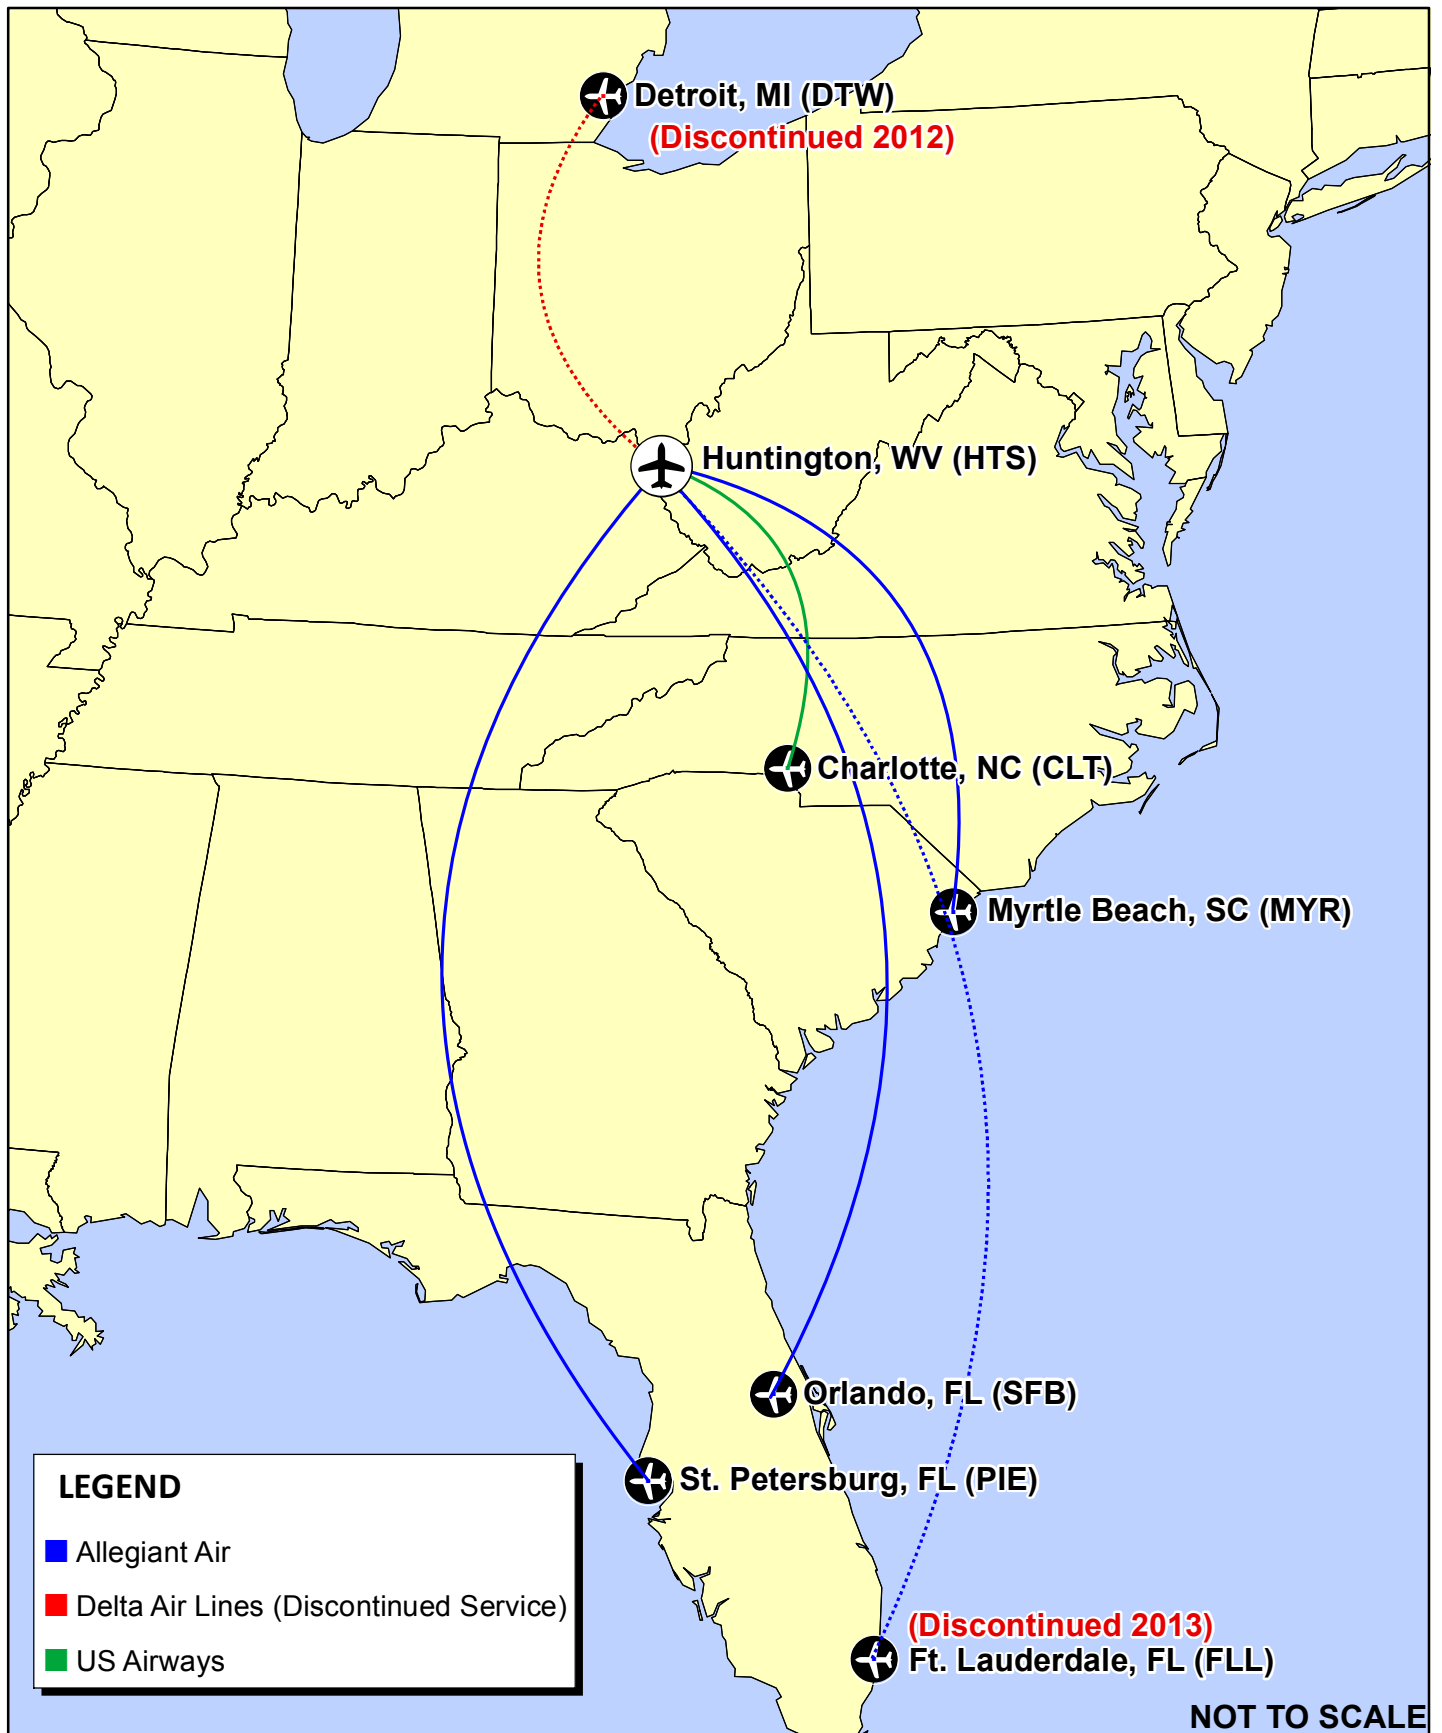 Detroit, MI (DTW)
(Discontinued 2012)
Huntington, WV (HTS)
Charlotte, NC (CLT)
Myrtle Beach, SC (MYR)
Orlando, FL (SFB)
St. Petersburg, FL (PIE)
LEGEND
Allegiant Air
Delta Air Lines (Discontinued Service)
US Airways
(Discontinued 2013)
Ft. Lauderdale, FL (FLL)
NOT TO SCALE